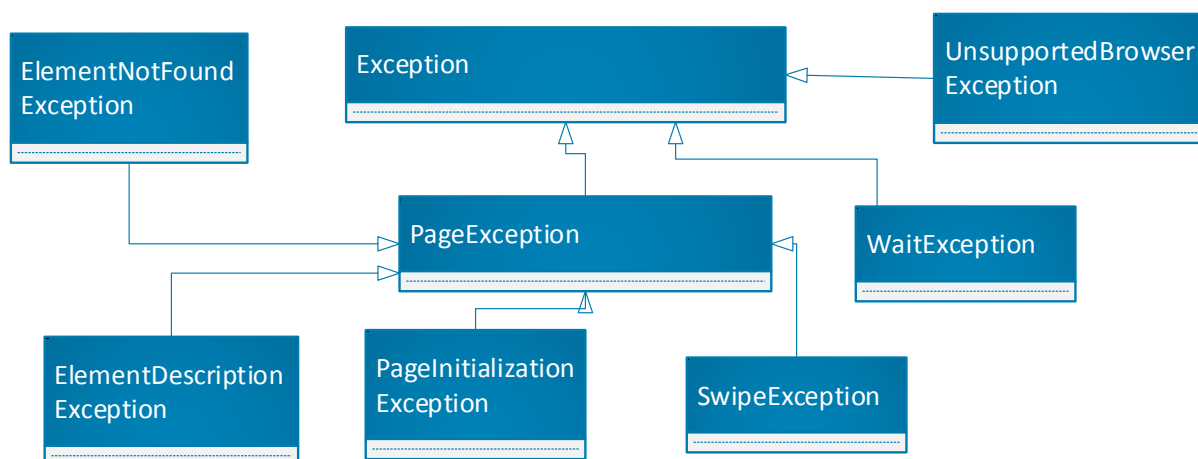 ElementNotFound
Exception
Exception
UnsupportedBrowser
Exception
PageException
WaitException
ElementDescription
Exception
PageInitialization
Exception
SwipeException